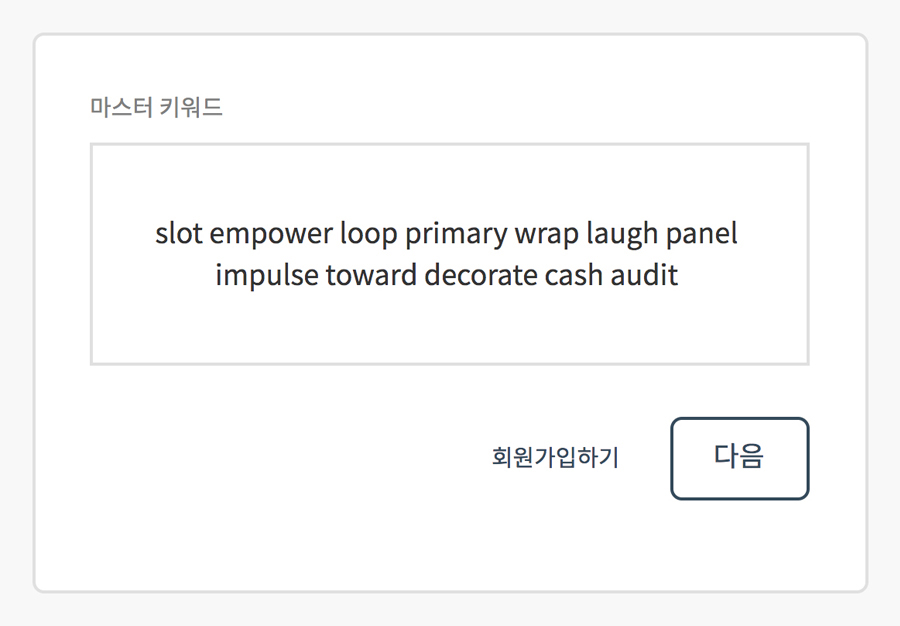 마스터 키워드
slot empower loop primary wrap laugh panel
impulse toward decorate cash audit
회원가입하기
다음